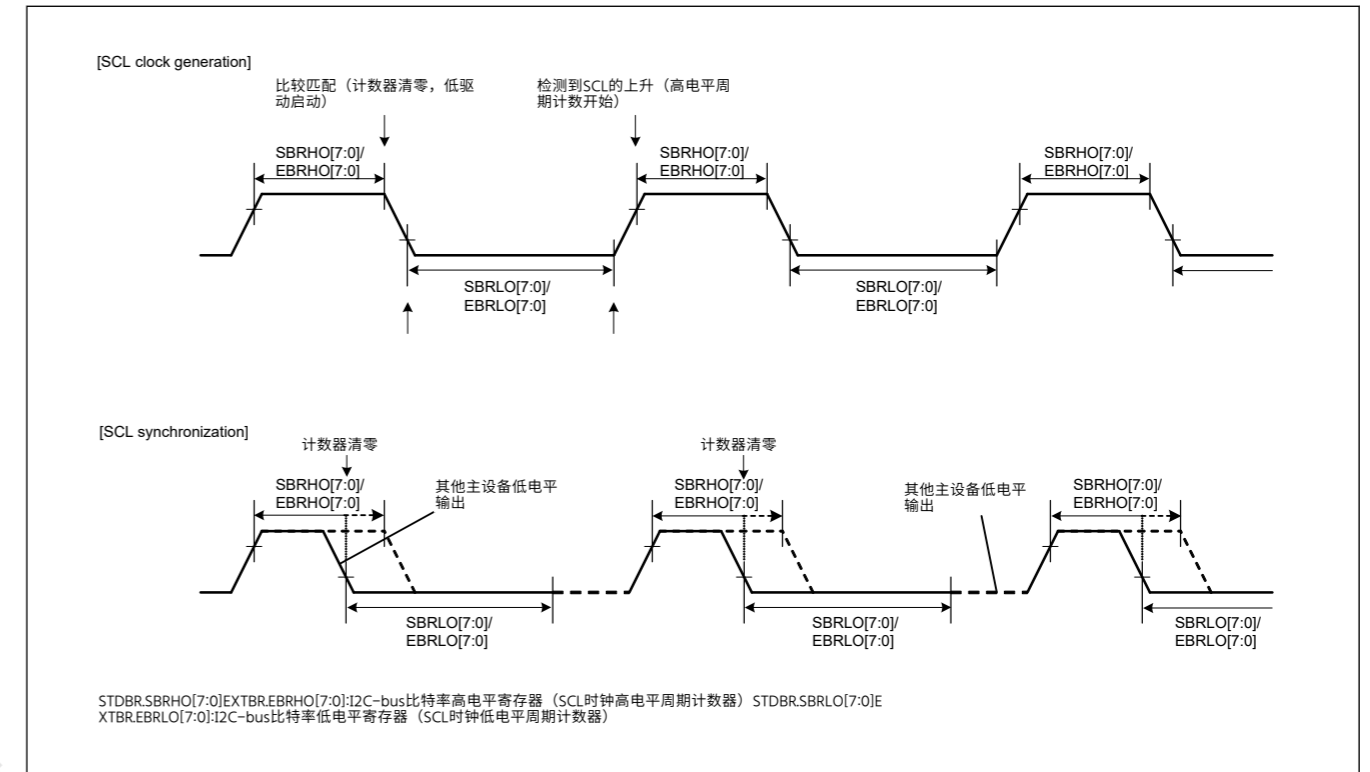 [SCL clock generation]
比较匹配（计数器清零，低驱
动启动）
检测到SCL的上升（高电平周
期计数开始）
SBRHO[7:0]/
EBRHO[7:0]
SBRHO[7:0]/
EBRHO[7:0]
SBRHO[7:0]/
EBRHO[7:0]
SBRLO[7:0]/
EBRLO[7:0]
SBRLO[7:0]/
EBRLO[7:0]
[SCL synchronization]
计数器清零
计数器清零
SBRHO[7:0]/
EBRHO[7:0]
其他主设备低电平
输出
SBRHO[7:0]/
EBRHO[7:0]
其他主设备低电平
输出
SBRHO[7:0]/
EBRHO[7:0]
SBRLO[7:0]/
EBRLO[7:0]
SBRLO[7:0]/
EBRLO[7:0]
SBRLO[7:0]/
EBRLO[7:0]
STDBR.SBRHO[7:0]EXTBR.EBRHO[7:0]:I2C-bus比特率高电平寄存器（SCL时钟高电平周期计数器）STDBR.SBRLO[7:0]E
XTBR.EBRLO[7:0]:I2C-bus比特率低电平寄存器（SCL时钟低电平周期计数器）